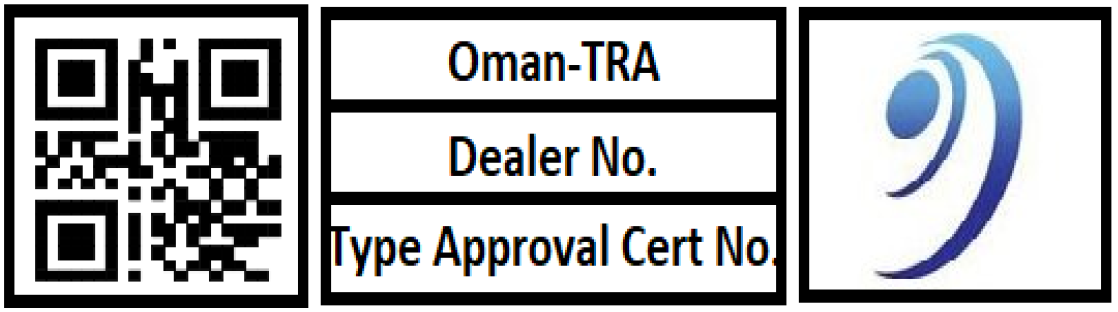 Oman-TRA
Dealer No.
Type Approval Cert No.